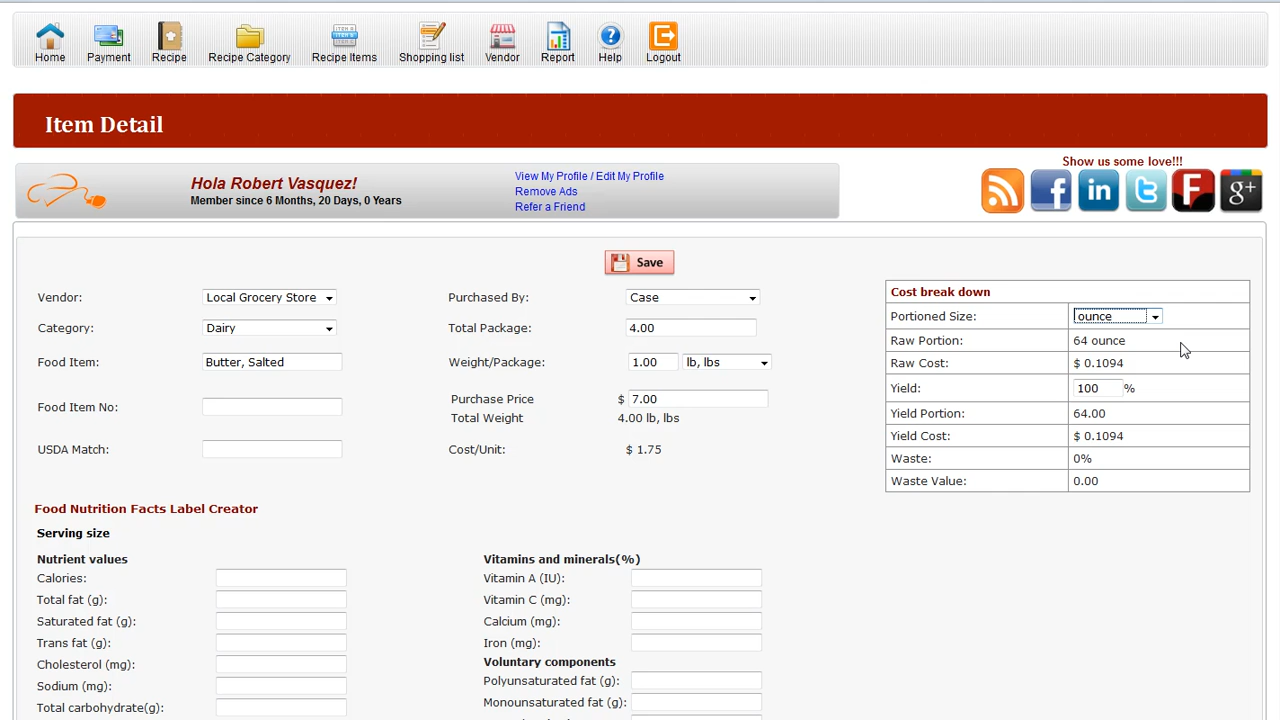 Home Payment Recipe Recipe Category Recipe Items Shopping list Vendor Report Help Logout
Item Detail
Show us some love!!!
Hola Robert Vasquez!
Member since 6 Months, 20 Days, 0 Years
View My Profile / Edit My Profile
Remove Ads
Refer a Friend
Save
Vendor: Local Grocery Store
Category: Dairy
Food Item: Butter, Salted
Food Item No:
USDA Match:
Purchased By: Case
Total Package: 4.00
Weight/Package: 1.00 lb, lbs
Purchase Price $ 7.00
Total Weight 4.00 lb, lbs
Cost/Unit: $ 1.75
Cost break down
Portioned Size: ounce
Raw Portion: 64 ounce
Raw Cost: $ 0.1094
Yield: 100 %
Yield Portion: 64.00
Yield Cost: $ 0.1094
Waste: 0%
Waste Value: 0.00
Food Nutrition Facts Label Creator
Serving size
Nutrient values
Calories:
Total fat (g):
Saturated fat (g):
Trans fat (g):
Cholesterol (mg):
Sodium (mg):
Total carbohydrate(g):
Vitamins and minerals(%)
Vitamin A (IU):
Vitamin C (mg):
Calcium (mg):
Iron (mg):
Voluntary components
Polyunsaturated fat (g):
Monounsaturated fat (g):